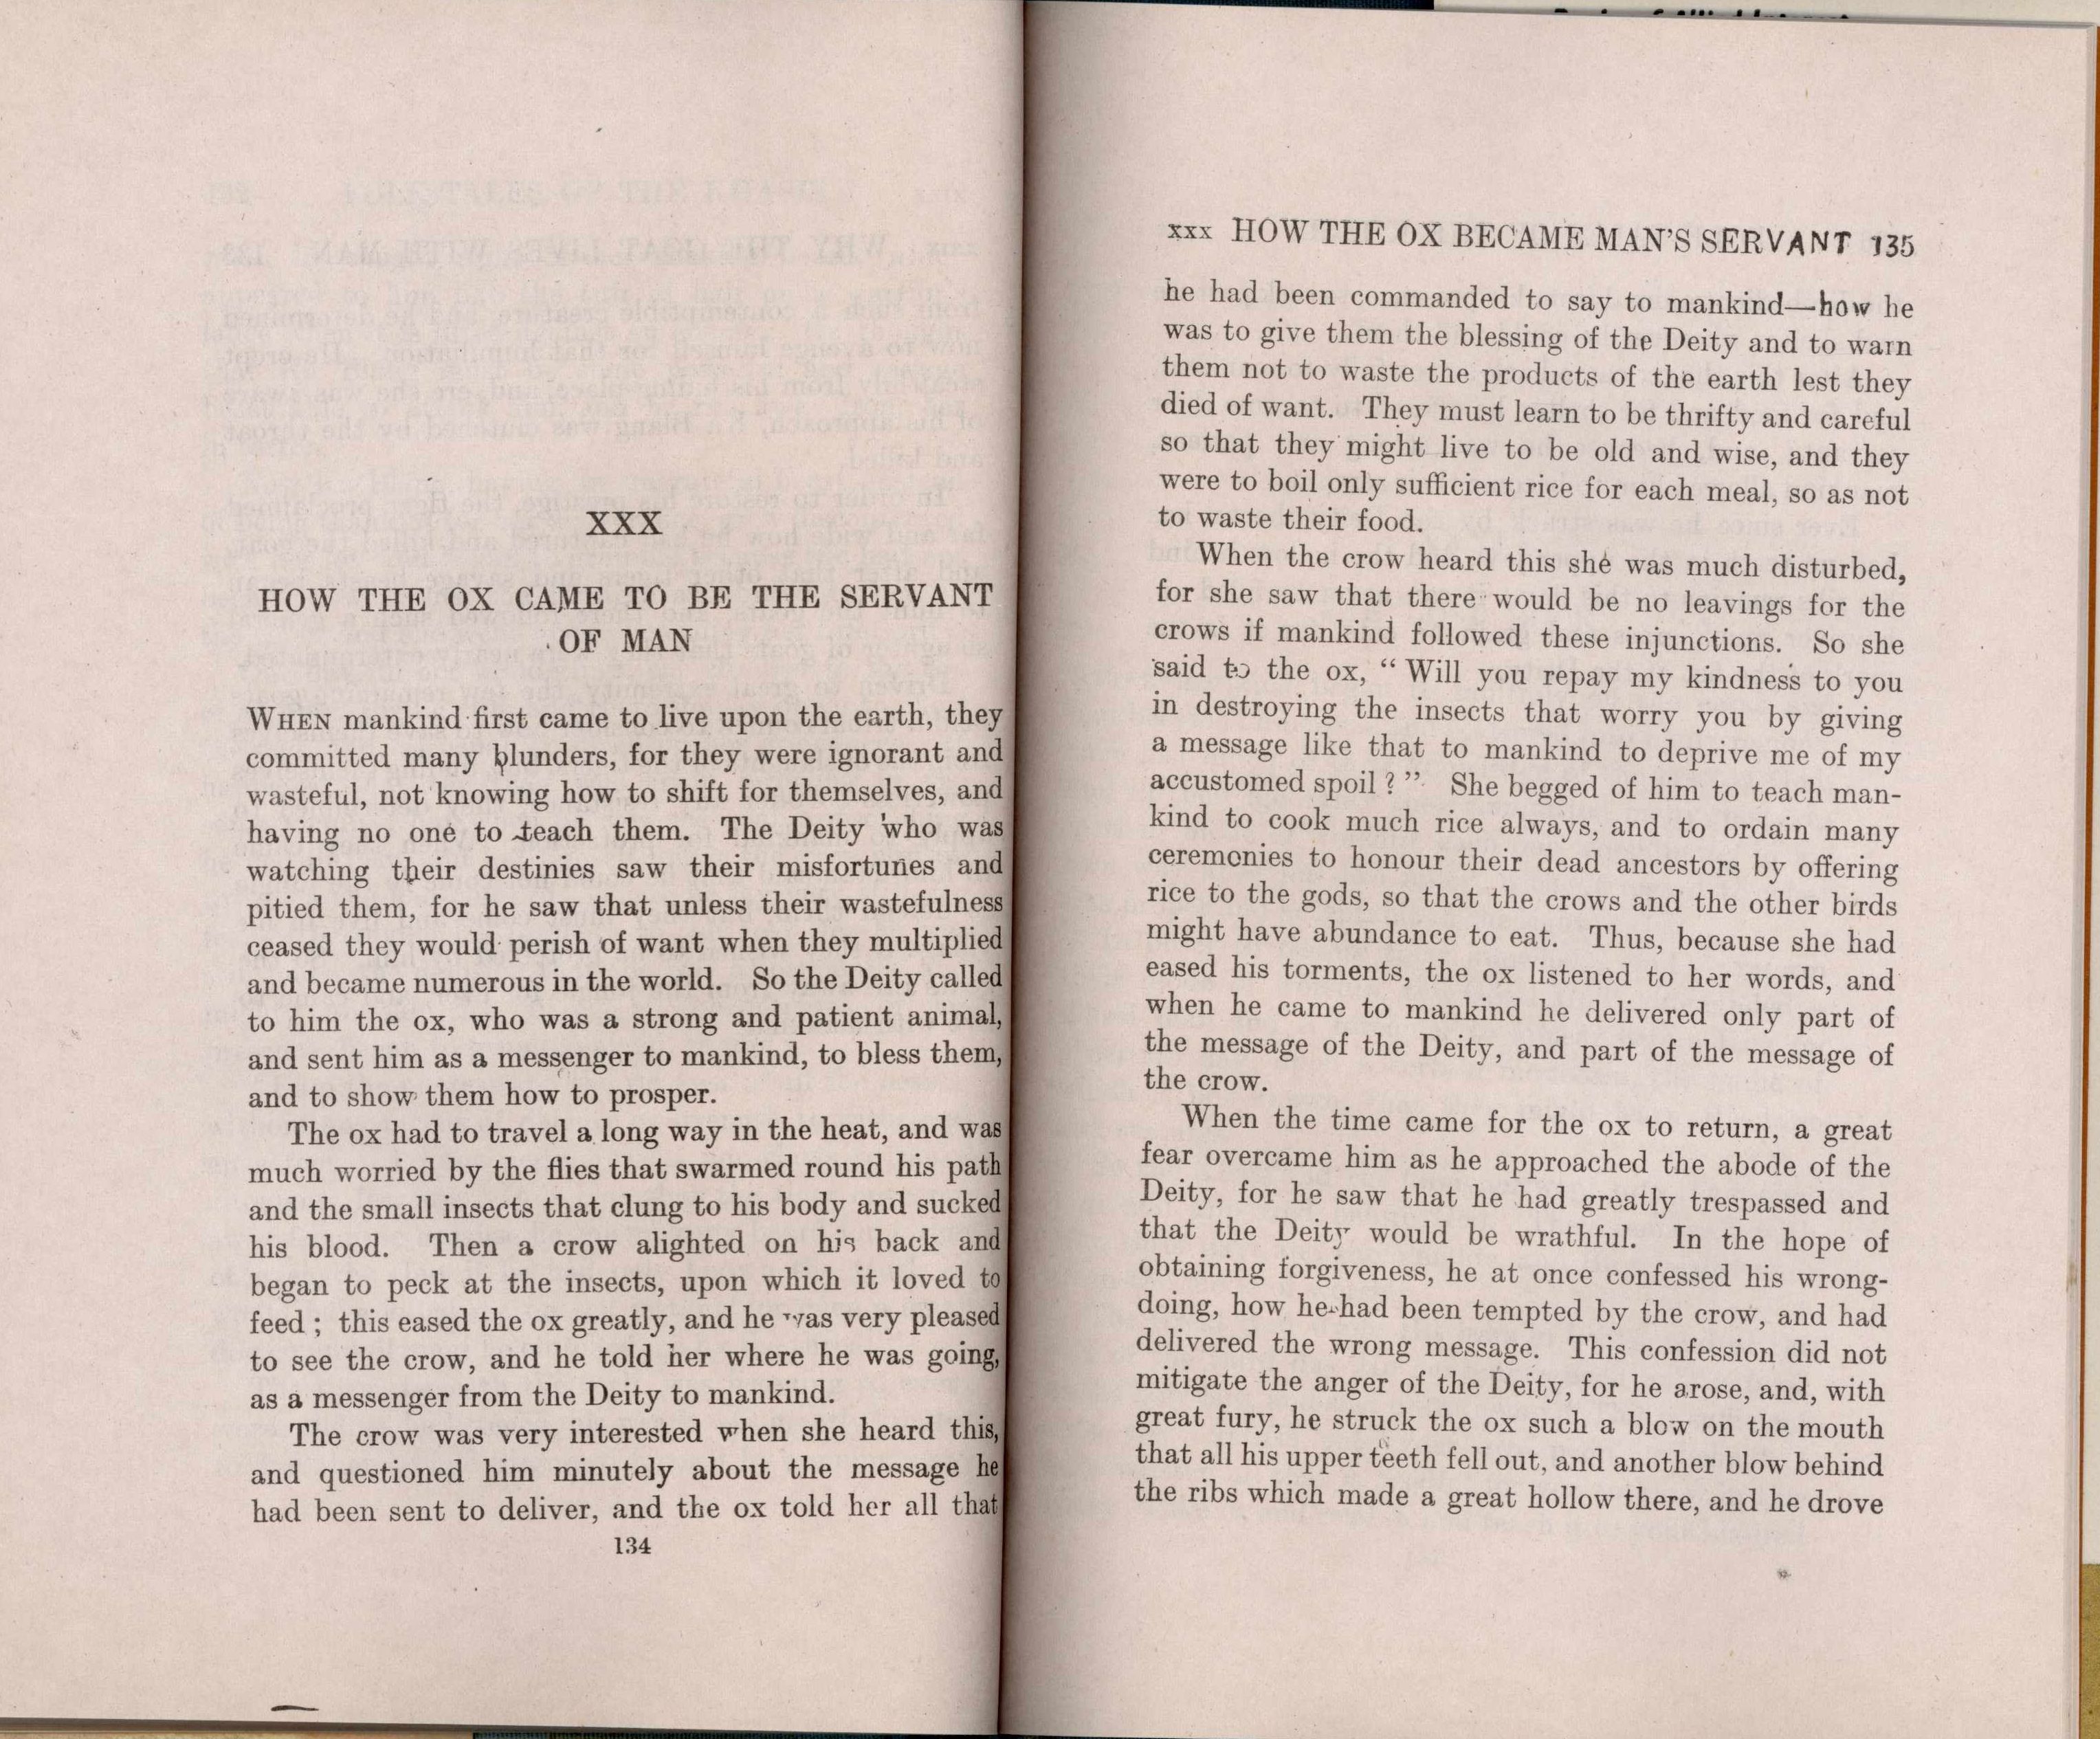 XXX
HOW THE OX CAME TO BE THE SERVANT
OF MAN
WHEN mankind first came to live upon the earth, they
committed many blunders, for they were ignorant and
wasteful, not knowing how to shift for themselves, and
having no one to teach them. The Deity who was
watching their destinies saw their misfortunes and
pitied them, for he saw that unless their wastefulness
ceased they would perish of want when they multiplied
and became numerous in the world. So the Deity called
to him the ox, who was a strong and patient animal,
and sent him as a messenger to mankind, to bless them,
and to show them how to prosper.
The ox had to travel a long way in the heat, and was
much worried by the flies that swarmed round his path
and the small insects that clung to his body and sucked
his blood. Then a crow alighted on his back and
began to peck at the insects, upon which it loved to
feed ; this eased the ox greatly, and he was very pleased
to see the crow, and he told her where he was going,
as a messenger from the Deity to mankind.
The crow was very interested when she heard this,
and questioned him minutely about the message he
had been sent to deliver, and the ox told her all that
134
xxx HOW THE OX BECAME MAN'S SERVANT 135
he had been commanded to say to mankind—how he
was to give them the blessing of the Deity and to warn
them not to waste the products of the earth lest they
died of want. They must learn to be thrifty and careful
so that they might live to be old and wise, and they
were to boil only sufficient rice for each meal, so as not
to waste their food.
When the crow heard this she was much disturbed,
for she saw that there would be no leavings for the
crows if mankind followed these injunctions. So she
said to the ox, “ Will you repay my kindness to you
in destroying the insects that worry you by giving
a message like that to mankind to deprive me of my
accustomed spoil ? ” She begged of him to teach man-
kind to cook much rice always, and to ordain many
ceremonies to honour their dead ancestors by offering
rice to the gods, so that the crows and the other birds
might have abundance to eat. Thus, because she had
eased his torments, the ox listened to her words, and
when he came to mankind he delivered only part of
the message of the Deity, and part of the message of
the crow.
When the time came for the ox to return, a great
fear overcame him as he approached the abode of the
Deity, for he saw that he had greatly trespassed and
that the Deity would be wrathful. In the hope of
obtaining forgiveness, he at once confessed his wrong-
doing, how he had been tempted by the crow, and had
delivered the wrong message. This confession did not
mitigate the anger of the Deity, for he arose, and, with
great fury, he struck the ox such a blow on the mouth
that all his upper teeth fell out, and another blow behind
the ribs which made a great hollow there, and he drove